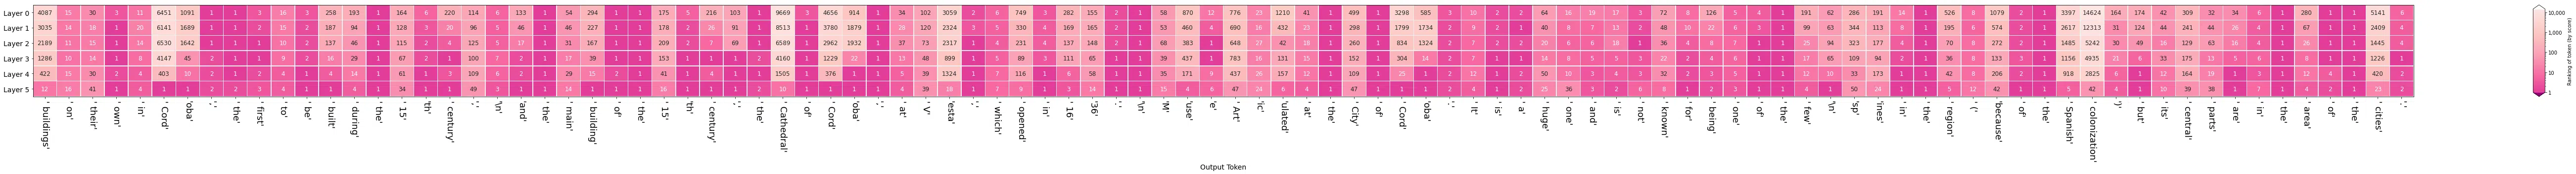 Layer 0 4087 15 30 3 11 6451 1091 1 1 3 16 3 258 193 1 164 6 220 114 6 133 1 54 294 1 1 175 5 216 103 1 9669 3 4656 914 1 34 102 3059 2 6 749 3 282 155 2 1 58 870 12 776 23 1210 41 1 499 1 3298 585 1 3 16 2 2 64 16 19 17 3 72 8 126 5 4 1 191 62 286 191 14 1 526 8 1079 2 1 3397 14624 164 174 42 309 32 34 6 1 280 1 1 5141 6
Layer 1 3035 14 18 1 20 6141 1689 1 1 2 15 2 187 94 1 128 3 20 96 5 46 1 46 227 1 1 178 2 26 91 1 8513 1 3780 1879 1 26 120 2324 3 5 330 4 169 165 2 1 53 460 1 690 16 432 23 1 298 1 1799 1734 1 2 9 2 1 40 8 7 13 2 48 10 22 6 3 1 99 63 344 113 8 1 195 6 574 2 1 2617 12313 31 124 44 241 44 26 4 1 67 1 1 2409 4
Layer 2 2189 11 15 1 14 6530 1642 1 1 1 10 2 137 46 1 115 2 4 125 5 17 1 31 167 1 1 209 2 7 69 1 6589 1 2962 1932 1 37 73 2317 1 4 231 4 137 148 2 1 68 383 1 648 27 42 18 1 260 1 834 1324 1 2 7 2 2 20 6 6 18 1 36 4 8 7 1 1 25 94 323 177 4 1 70 8 272 2 1 1485 5242 30 49 16 129 63 16 4 1 26 1 1 1445 4
Layer 3 1286 10 14 1 8 4147 45 2 1 1 9 2 16 29 1 67 2 1 100 7 2 1 17 39 1 1 153 1 1 1 2 4160 1 1229 22 1 13 48 899 1 5 89 3 111 65 1 1 39 437 1 783 16 131 15 1 152 1 304 14 1 2 7 1 1 14 8 5 5 3 22 2 4 6 1 1 17 65 109 94 2 1 36 8 133 3 1 1156 4935 21 9 33 175 13 5 6 1 8 1 1 1226 1
Layer 4 422 15 30 2 4 403 10 2 1 2 4 1 4 14 1 61 1 3 109 6 2 1 29 15 2 1 41 1 4 1 1 1505 1 376 1 1 5 39 1324 1 7 116 1 6 58 1 1 35 171 9 437 26 157 12 1 109 1 25 1 1 2 12 1 2 50 10 3 4 3 32 2 3 5 1 1 12 10 33 173 1 1 42 8 206 2 1 918 2825 6 1 12 164 19 1 3 1 12 4 1 420 2
Layer 5 12 16 41 1 4 1 1 2 2 3 4 1 1 4 1 34 1 1 49 3 1 1 14 1 1 1 16 1 1 1 2 10 1 1 1 1 4 39 18 1 7 9 1 3 14 1 1 15 4 6 47 24 6 4 1 47 1 1 1 1 2 4 1 2 25 36 3 2 6 8 1 2 1 1 1 4 1 50 24 1 1 5 12 42 1 1 5 42 4 1 10 39 38 1 7 1 4 2 1 23 2
' buildings' ' on' ' their' ' own' ' in' ' Cord' 'oba' ',' ' the' ' first' ' to' ' be' ' built' ' during' ' the' ' 15' 'th' ' century' ',' '\n' 'and' ' the' ' main' ' building' ' of' ' the' ' 15' 'th' ' century' ',' ' the' ' Cathedral' ' of' ' Cord' 'oba' ',' ' at' ' V' 'esta' ',' ' which' ' opened' ' in' ' 16' '36' '.' '\n' 'M' 'use' 'e' ' Art' 'ic' 'ulated' ' at' ' the' ' City' ' of' ' Cord' 'oba' '.' ' It' ' is' ' a' ' huge' ' one' ' and' ' is' ' not' ' known' ' for' ' being' ' one' ' of' ' the' ' few' '\n' 'sp' 'ines' ' in' ' the' ' region' ' (' 'because' ' of' ' the' ' Spanish' ' colonization' ')' ' but' ' its' ' central' ' parts' ' are' ' in' ' the' ' area' ' of' ' the' ' cities' '.'
Output Token
10,000
1000
100
10
1
Ranking of token (by score)